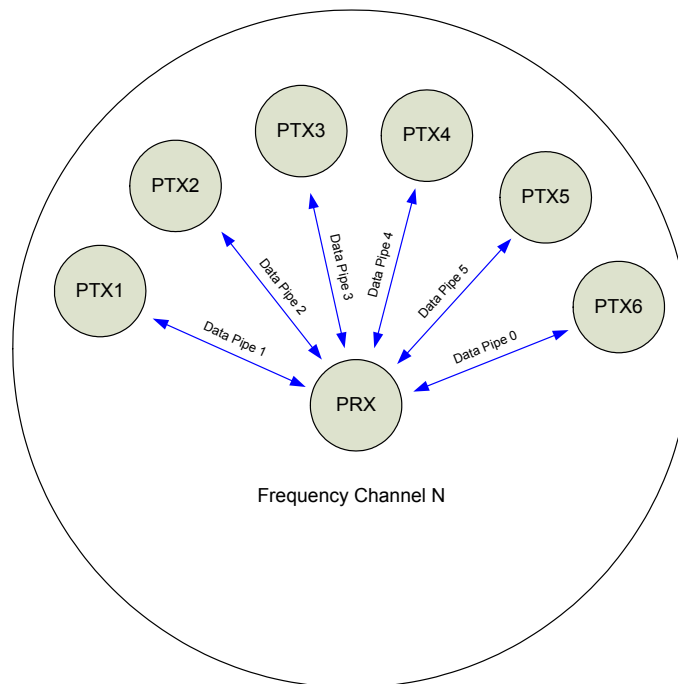 PTX3
PTX4
PTX2
PTX5
PTX1
PTX6
Data Pipe 1
Data Pipe 2
Data Pipe 3
Data Pipe 4
Data Pipe 5
Data Pipe 0
PRX
Frequency Channel N